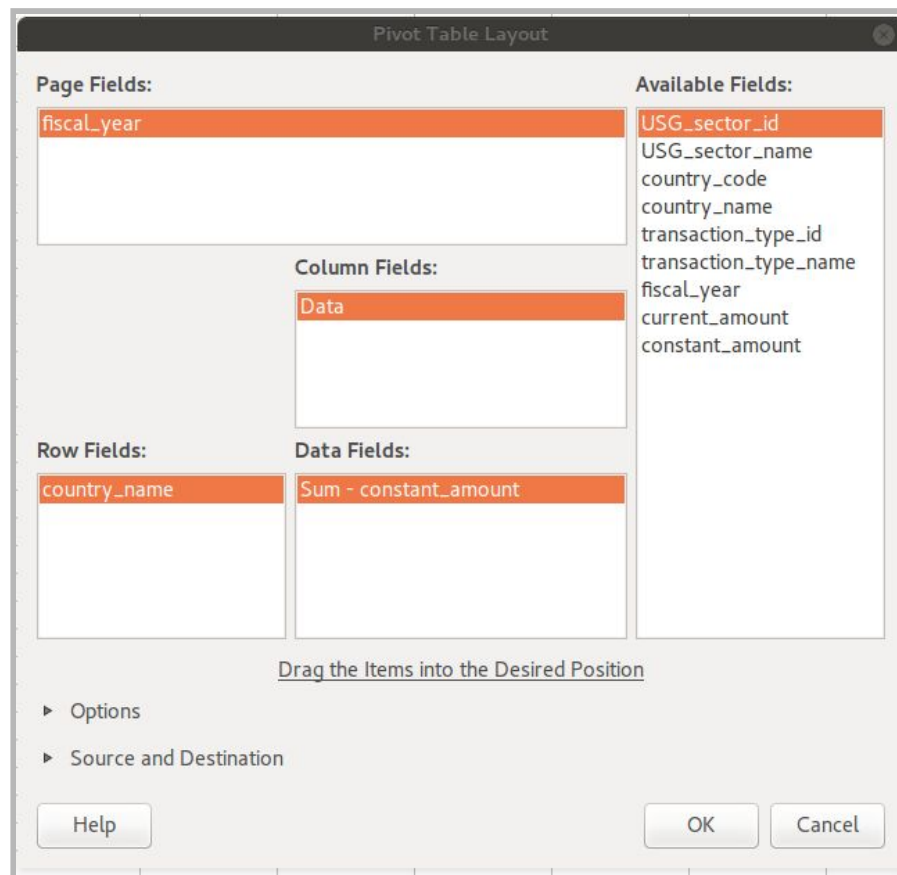 Pivot Table Layout
Page Fields:
fiscal_year
Available Fields:
USG_sector_id
USG_sector_name
country_code
country_name
transaction_type_id
transaction_type_name
fiscal_year
current_amount
constant_amount
Column Fields:
Data
Row Fields:
country_name
Data Fields:
Sum - constant_amount
Drag the Items into the Desired Position
Options
Source and Destination
Help
OK
Cancel